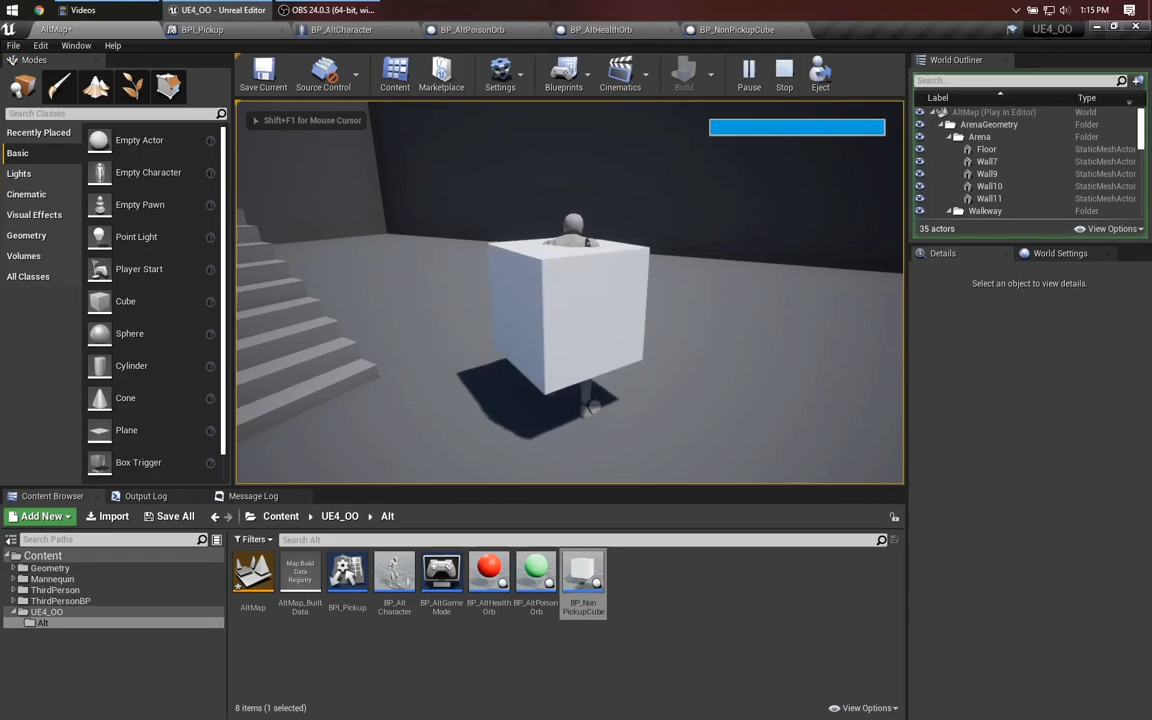 Videos
UE4_OO - Unreal Editor
OBS 24.0.3 (64-bit, wi...
1:15 PM
AltMap*
BPI_Pickup
BP_AltCharacter
BP_AltPoisonOrb
BP_AltHealthOrb
BP_NonPickupCube
UE4_OO
File Edit Window Help
Modes
Search Classes
Recently Placed
Basic
Lights
Cinematic
Visual Effects
Geometry
Volumes
All Classes
Empty Actor
Empty Character
Empty Pawn
Point Light
Player Start
Cube
Sphere
Cylinder
Cone
Plane
Box Trigger
Save Current
Source Control
Content
Marketplace
Settings
Blueprints
Cinematics
Build
Pause
Stop
Eject
Shift+F1 for Mouse Cursor
World Outliner
Search...
Label Type
AltMap (Play In Editor) World
ArenaGeometry Folder
Arena Folder
Floor StaticMeshActor
Wall7 StaticMeshActor
Wall9 StaticMeshActor
Wall10 StaticMeshActor
Wall11 StaticMeshActor
Walkway Folder
35 actors
View Options
Details
World Settings
Select an object to view details.
Content Browser
Output Log
Message Log
Add New
Import
Save All
Content UE4_OO Alt
Search Paths
Content
Geometry
Mannequin
ThirdPerson
ThirdPersonBP
UE4_OO
Alt
Filters
Search Alt
Map Build
Data
Registry
AltMap
AltMap_Built
Data
BPI_Pickup
BP_Alt
Character
BP_AltGame
Mode
BP_AltHealth
Orb
BP_AltPoison
Orb
BP_Non
PickupCube
8 items (1 selected)
View Options